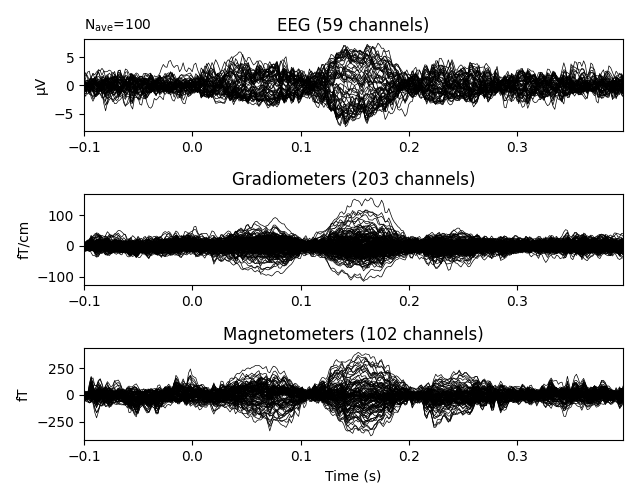 N_ave=100
EEG (59 channels)
5
0
−5
µV
−0.1 0.0 0.1 0.2 0.3
Gradiometers (203 channels)
100
0
−100
fT/cm
−0.1 0.0 0.1 0.2 0.3
Magnetometers (102 channels)
250
0
−250
fT
−0.1 0.0 0.1 0.2 0.3
Time (s)